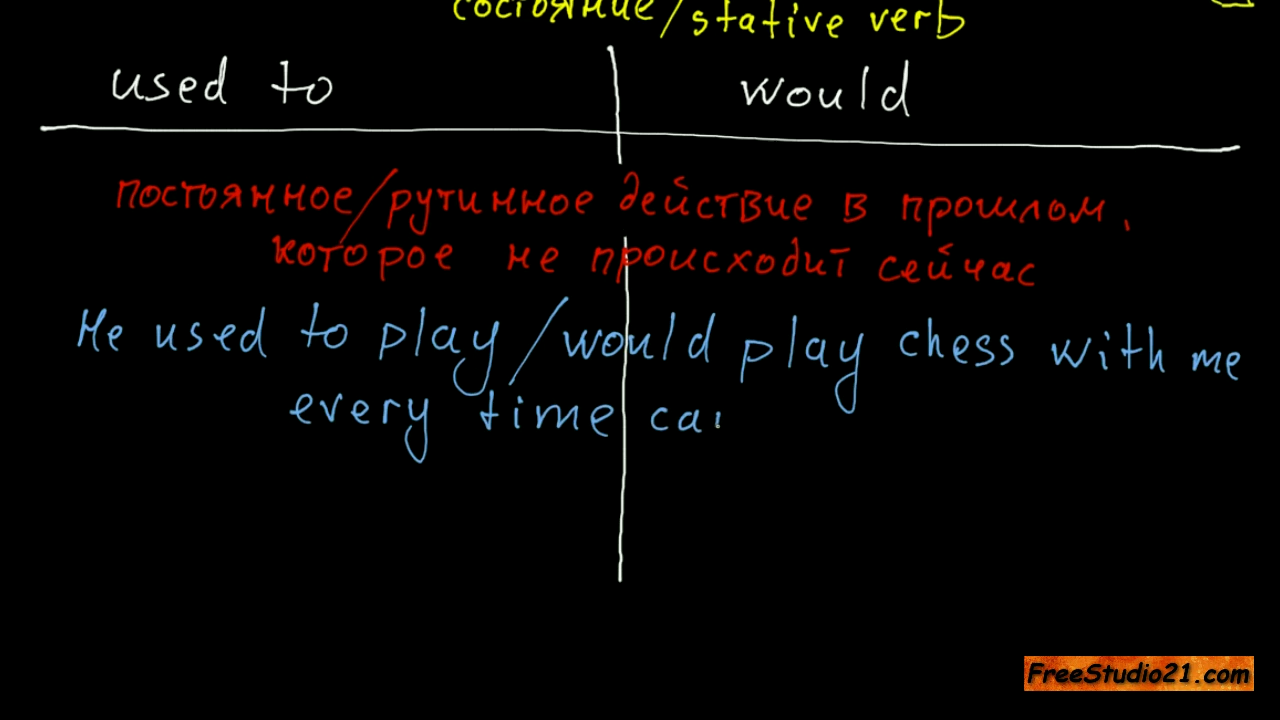 состояние/stative verb
used to would
постоянное/рутинное действие в прошлом,
которое не происходит сейчас
He used to play/would play chess with me
every time
FreeStudio21.com